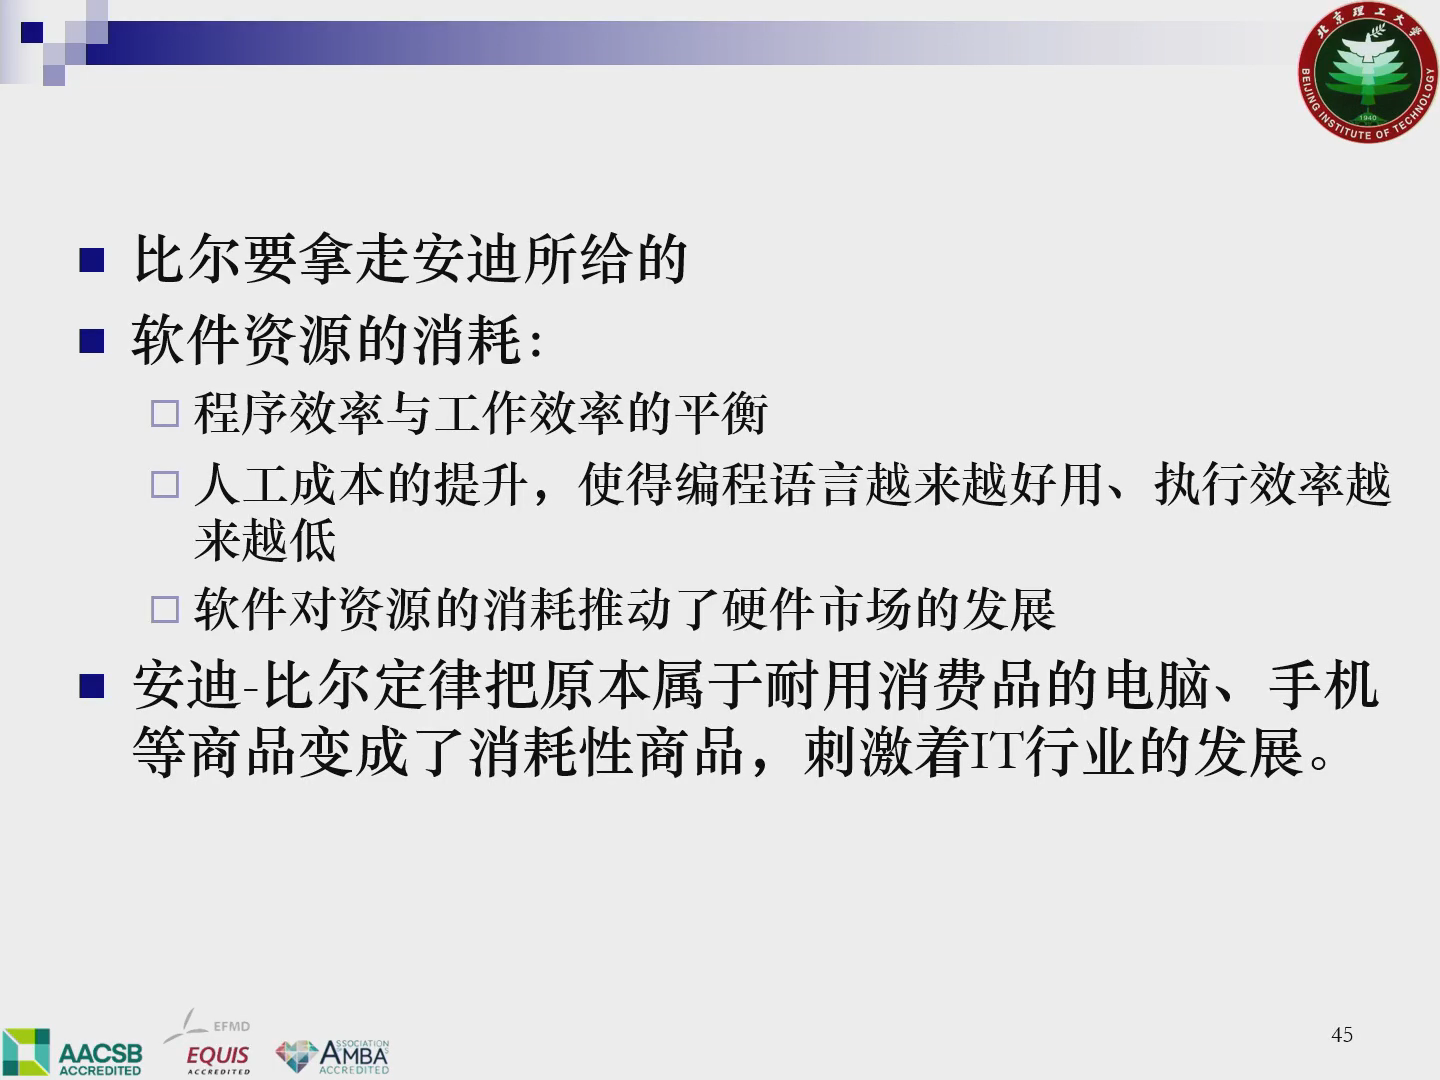 北京理工大学
BEIJING INSTITUTE OF TECHNOLOGY
1940
比尔要拿走安迪所给的
软件资源的消耗：
程序效率与工作效率的平衡
人工成本的提升，使得编程语言越来越好用、执行效率越
来越低
软件对资源的消耗推动了硬件市场的发展
安迪-比尔定律把原本属于耐用消费品的电脑、手机
等商品变成了消耗性商品，刺激着IT行业的发展。
AACSB
ACCREDITED
EFMD
EQUIS
ACCREDITED
ASSOCIATION
AMBA
ACCREDITED
45